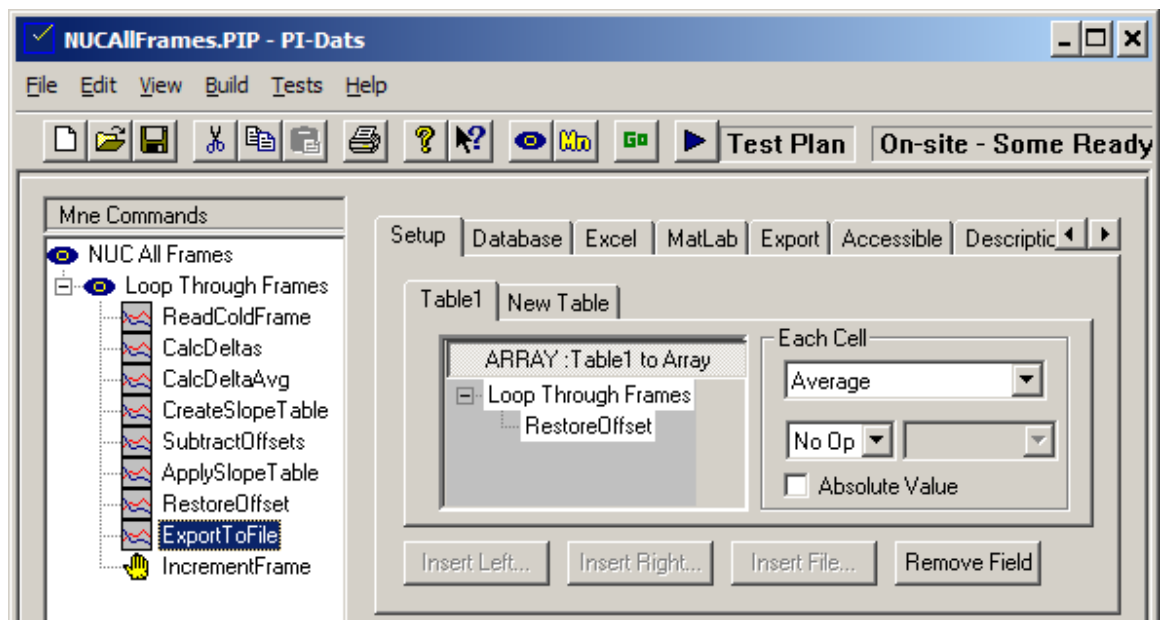 NUCAllFrames.PIP - PI-Dats
File Edit View Build Tests Help
? ? Mn GO Test Plan On-site - Some Ready
Mne Commands
NUC All Frames
Loop Through Frames
ReadColdFrame
CalcDeltas
CalcDeltaAvg
CreateSlopeTable
SubtractOffsets
ApplySlopeTable
RestoreOffset
ExportToFile
IncrementFrame
Setup Database Excel MatLab Export Accessible Descriptic
Table1 New Table
ARRAY :Table1 to Array
Loop Through Frames
RestoreOffset
Each Cell
Average
No Op
Absolute Value
Insert Left... Insert Right... Insert File... Remove Field